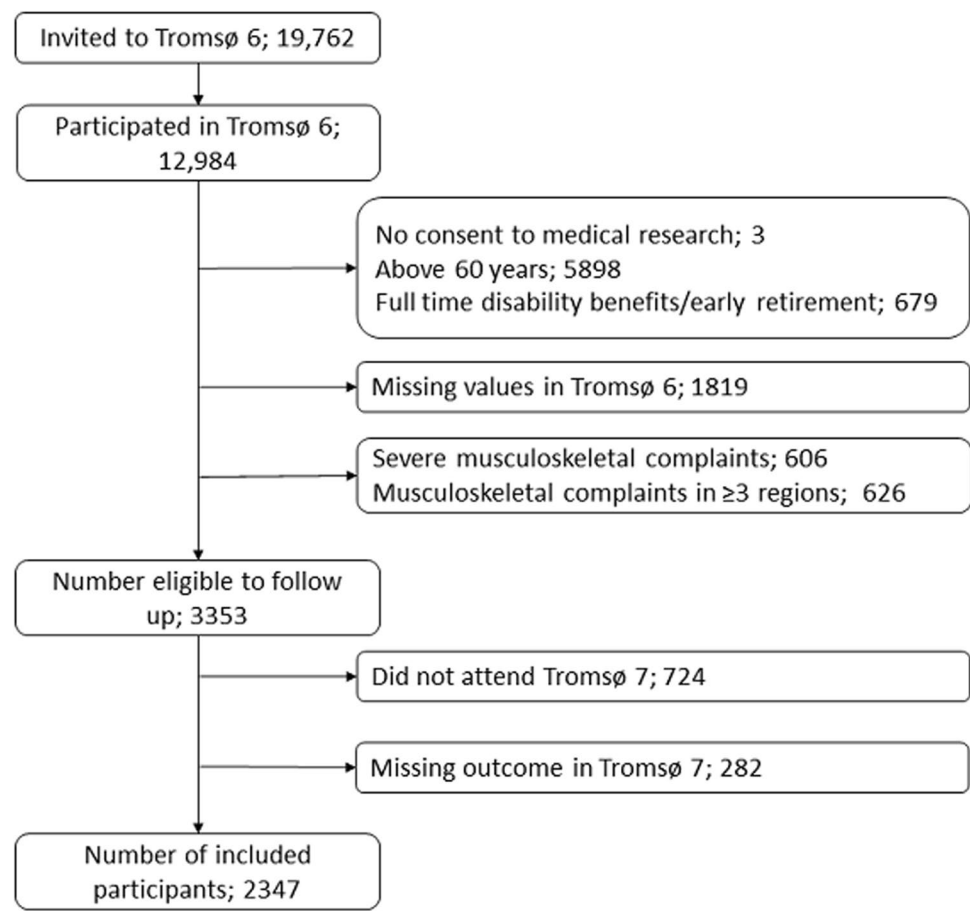 Invited to Tromsø 6; 19,762
Participated in Tromsø 6;
12,984
No consent to medical research; 3
Above 60 years; 5898
Full time disability benefits/early retirement; 679
Missing values in Tromsø 6; 1819
Severe musculoskeletal complaints; 606
Musculoskeletal complaints in ≥3 regions; 626
Number eligible to follow
up; 3353
Did not attend Tromsø 7; 724
Missing outcome in Tromsø 7; 282
Number of included
participants; 2347